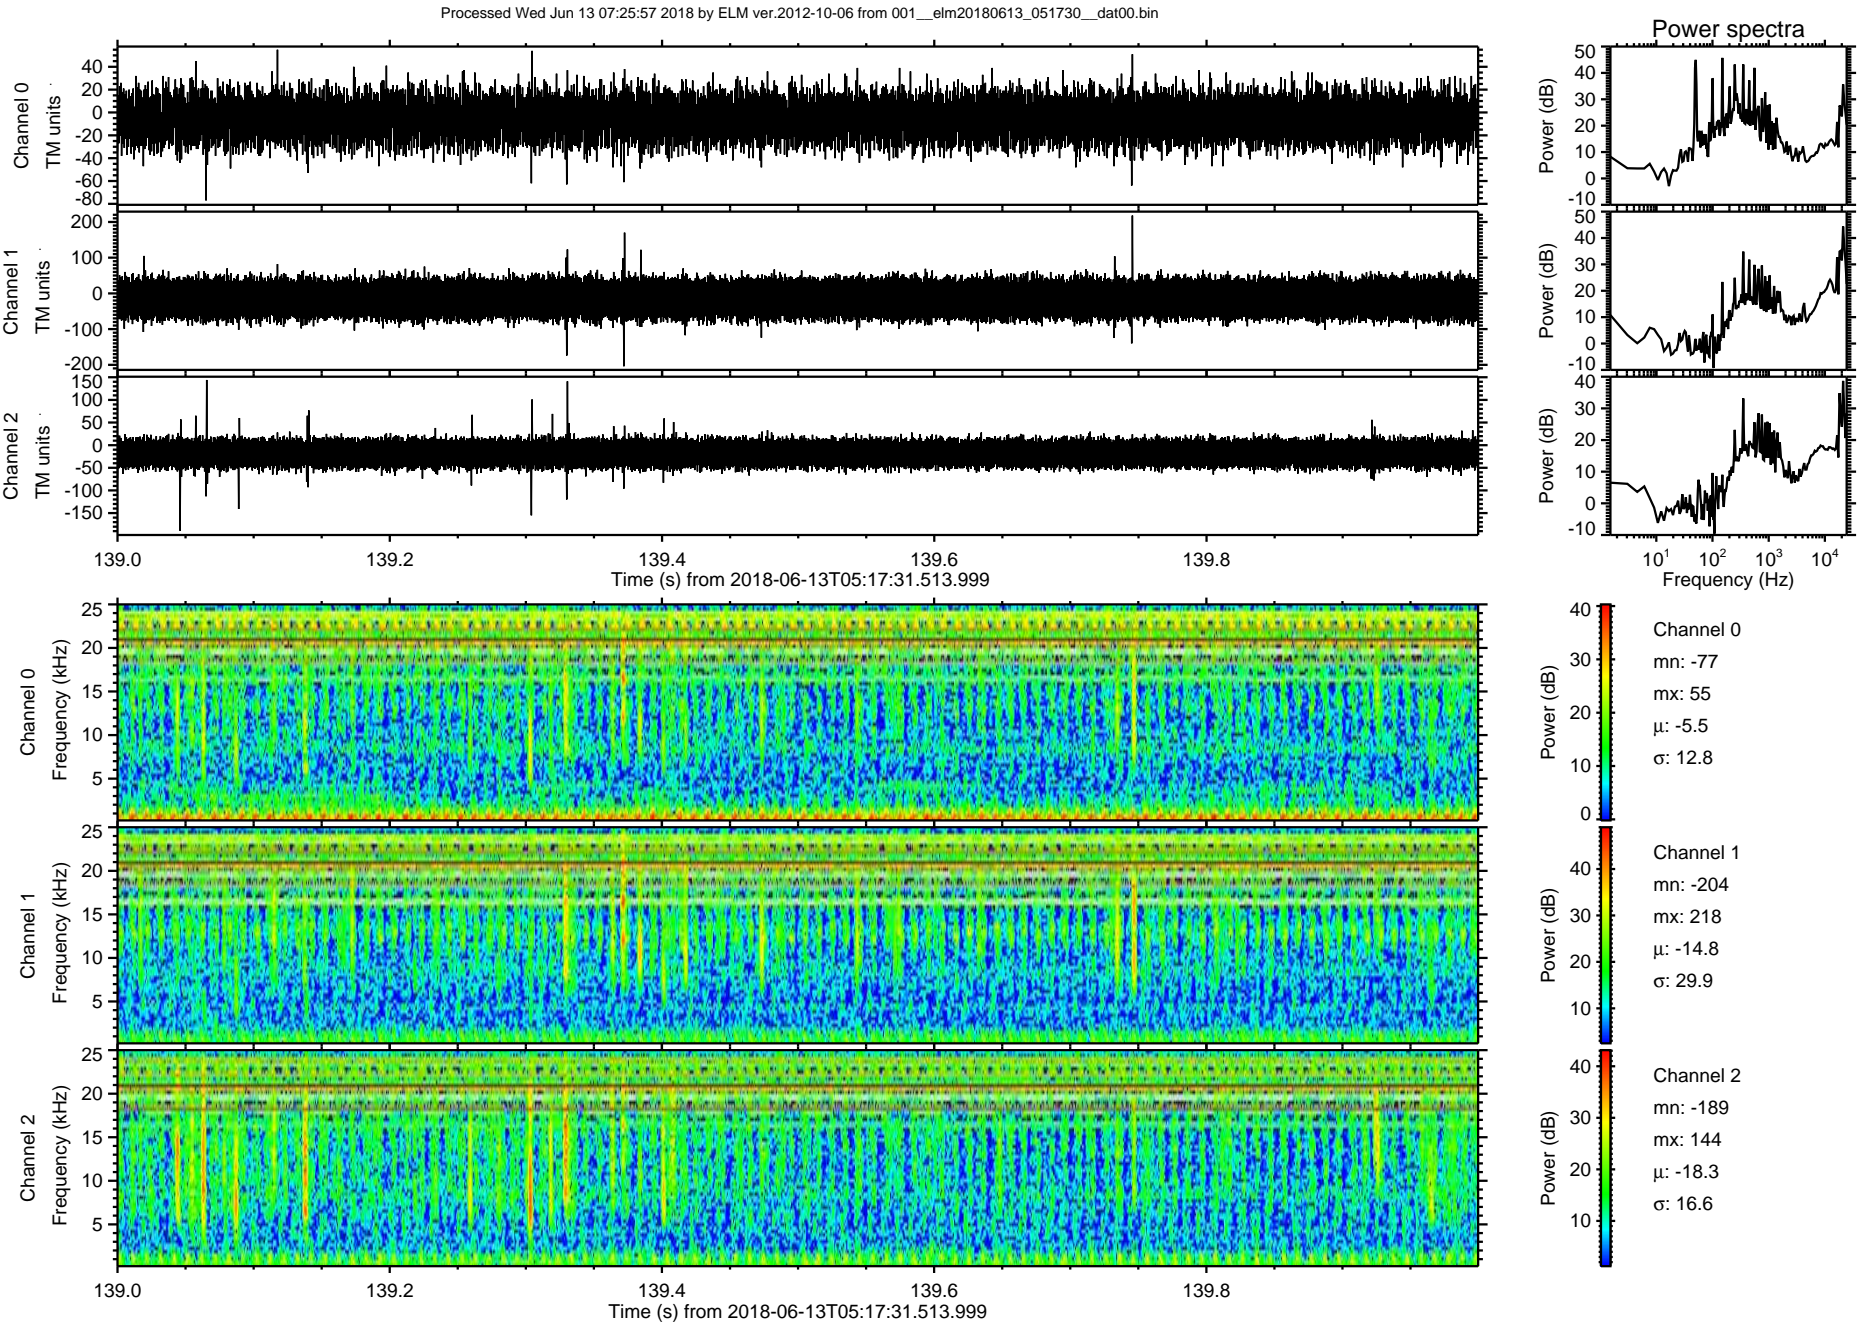 Processed Wed Jun 13 07:25:57 2018 by ELM ver.2012-10-06 from 001__elm20180613_051730__dat00.bin
Power spectra
Channel 0
TM units
40
20
0
-20
-40
-60
-80
Power (dB)
50
40
30
20
10
0
-10
Channel 1
TM units
200
100
0
-100
-200
Power (dB)
50
40
30
20
10
0
-10
Channel 2
TM units
150
100
50
0
-50
-100
-150
Power (dB)
40
30
20
10
0
-10
139.0 139.2 139.4 139.6 139.8
Time (s) from 2018-06-13T05:17:31.513.999
10^1 10^2 10^3 10^4
Frequency (Hz)
Channel 0
Frequency (kHz)
25
20
15
10
5
Power (dB)
40
30
20
10
0
Channel 0
mn: -77
mx: 55
μ: -5.5
σ: 12.8
Channel 1
Frequency (kHz)
25
20
15
10
5
Power (dB)
40
30
20
10
Channel 1
mn: -204
mx: 218
μ: -14.8
σ: 29.9
Channel 2
Frequency (kHz)
25
20
15
10
5
Power (dB)
40
30
20
10
Channel 2
mn: -189
mx: 144
μ: -18.3
σ: 16.6
139.0 139.2 139.4 139.6 139.8
Time (s) from 2018-06-13T05:17:31.513.999